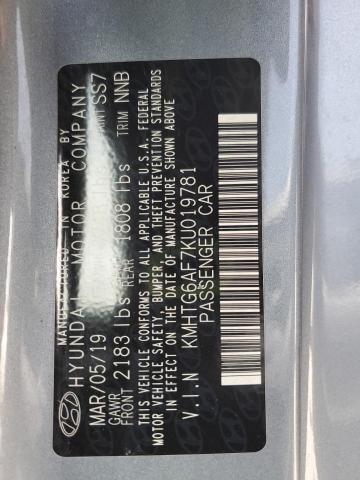 MANUFACTURED IN KOREA BY
HYUNDAI MOTOR COMPANY
MAR/05/19 PAINT SS7
GAWR
FRONT 2183 lbs REAR 1808 lbs TRIM NNB
THIS VEHICLE CONFORMS TO ALL APPLICABLE U.S.A. FEDERAL
MOTOR VEHICLE SAFETY, BUMPER, AND THEFT PREVENTION STANDARDS
IN EFFECT ON THE DATE OF MANUFACTURE SHOWN ABOVE
V.I.N KMHTG6AF7KU019781
PASSENGER CAR